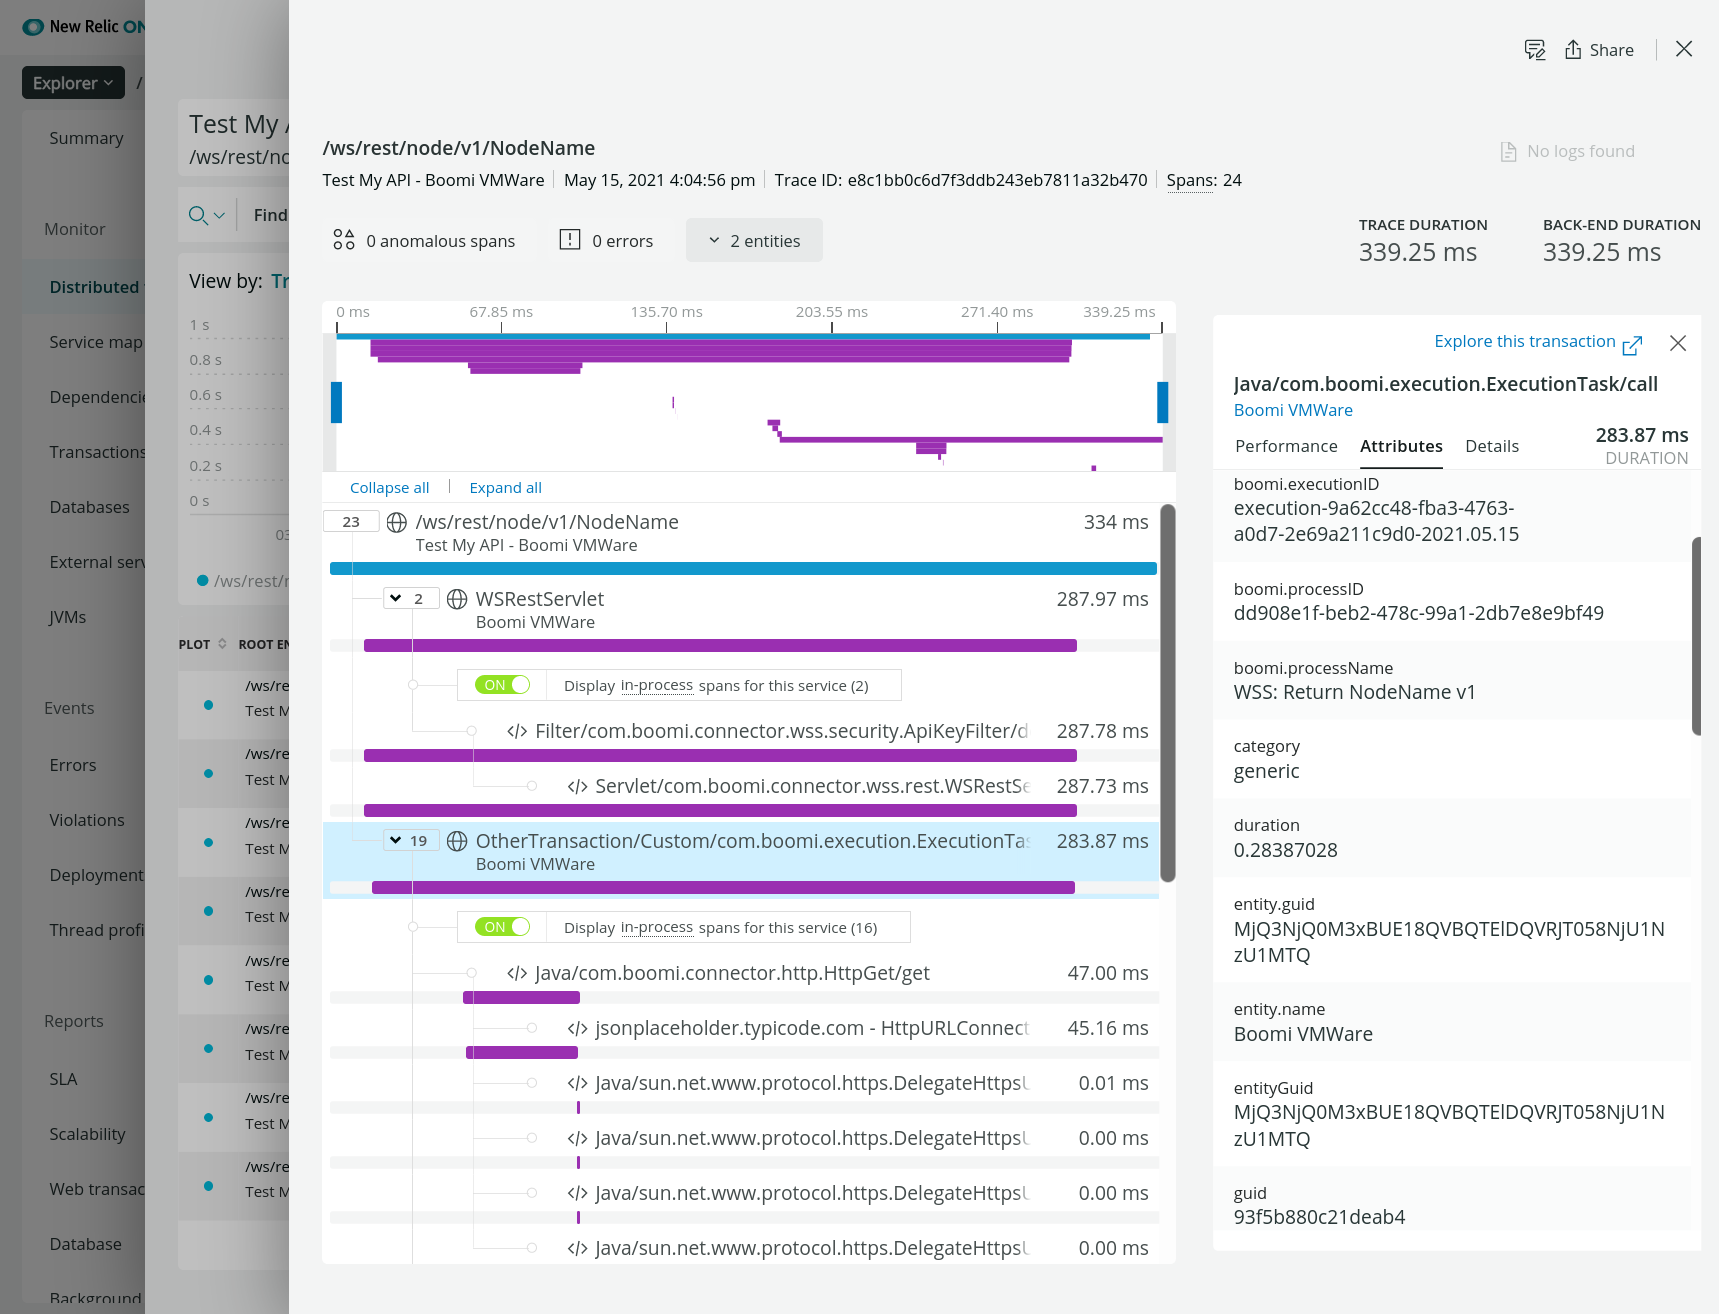 New Relic ON
Explorer
/
Summary
Monitor
Distributed
Service map
Dependencie
Transactions
Databases
External serv
JVMs
Events
Errors
Violations
Deployment
Thread profi
Reports
SLA
Scalability
Web transac
Database
Background
Test My A
/ws/rest/no
Find
View by: Tr
1 s
0.8 s
0.6 s
0.4 s
0.2 s
0 s
03
/ws/rest/r
PLOT ROOT EN
/ws/re
Test M
/ws/re
Test M
/ws/re
Test M
/ws/re
Test M
/ws/re
Test M
/ws/re
Test M
/ws/re
Test M
/ws/re
Test M
Share
/ws/rest/node/v1/NodeName
No logs found
Test My API - Boomi VMWare May 15, 2021 4:04:56 pm Trace ID: e8c1bb0c6d7f3ddb243eb7811a32b470 Spans: 24
0 anomalous spans 0 errors 2 entities
TRACE DURATION
339.25 ms
BACK-END DURATION
339.25 ms
0 ms 67.85 ms 135.70 ms 203.55 ms 271.40 ms 339.25 ms
Collapse all Expand all
23 /ws/rest/node/v1/NodeName 334 ms
Test My API - Boomi VMWare
2 WSRestServlet 287.97 ms
Boomi VMWare
ON Display in-process spans for this service (2)
</> Filter/com.boomi.connector.wss.security.ApiKeyFilter/d 287.78 ms
</> Servlet/com.boomi.connector.wss.rest.WSRestSe 287.73 ms
19 OtherTransaction/Custom/com.boomi.execution.ExecutionTas 283.87 ms
Boomi VMWare
ON Display in-process spans for this service (16)
</> Java/com.boomi.connector.http.HttpGet/get 47.00 ms
</> jsonplaceholder.typicode.com - HttpURLConnect 45.16 ms
</> Java/sun.net.www.protocol.https.DelegateHttpsU 0.01 ms
</> Java/sun.net.www.protocol.https.DelegateHttpsU 0.00 ms
</> Java/sun.net.www.protocol.https.DelegateHttpsU 0.00 ms
</> Java/sun.net.www.protocol.https.DelegateHttpsU 0.00 ms
Explore this transaction
Java/com.boomi.execution.ExecutionTask/call
Boomi VMWare
Performance Attributes Details
283.87 ms
DURATION
boomi.executionID
execution-9a62cc48-fba3-4763-
a0d7-2e69a211c9d0-2021.05.15
boomi.processID
dd908e1f-beb2-478c-99a1-2db7e8e9bf49
boomi.processName
WSS: Return NodeName v1
category
generic
duration
0.28387028
entity.guid
MjQ3NjQ0M3xBUE18QVBQTElDQVRJT058NjU1N
zU1MTQ
entity.name
Boomi VMWare
entityGuid
MjQ3NjQ0M3xBUE18QVBQTElDQVRJT058NjU1N
zU1MTQ
guid
93f5b880c21deab4